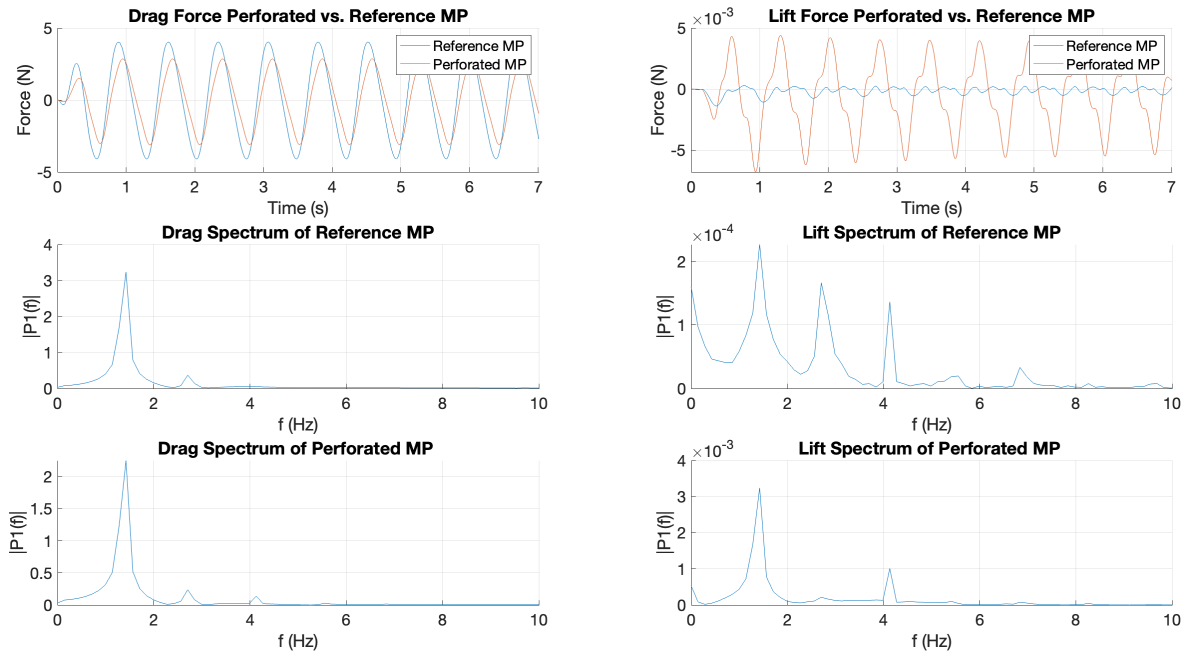 Drag Force Perforated vs. Reference MP
5
0
-5
Force (N)
Reference MP
Perforated MP
0 1 2 3 4 5 6 7
Time (s)
Lift Force Perforated vs. Reference MP
×10-3
5
0
-5
Force (N)
Reference MP
Perforated MP
0 1 2 3 4 5 6 7
Time (s)
Drag Spectrum of Reference MP
4
3
2
1
0
|P1(f)|
0 2 4 6 8 10
f (Hz)
Lift Spectrum of Reference MP
×10-4
2
1
0
|P1(f)|
0 2 4 6 8 10
f (Hz)
Drag Spectrum of Perforated MP
2
1.5
1
0.5
0
|P1(f)|
0 2 4 6 8 10
f (Hz)
Lift Spectrum of Perforated MP
×10-3
4
3
2
1
0
|P1(f)|
0 2 4 6 8 10
f (Hz)